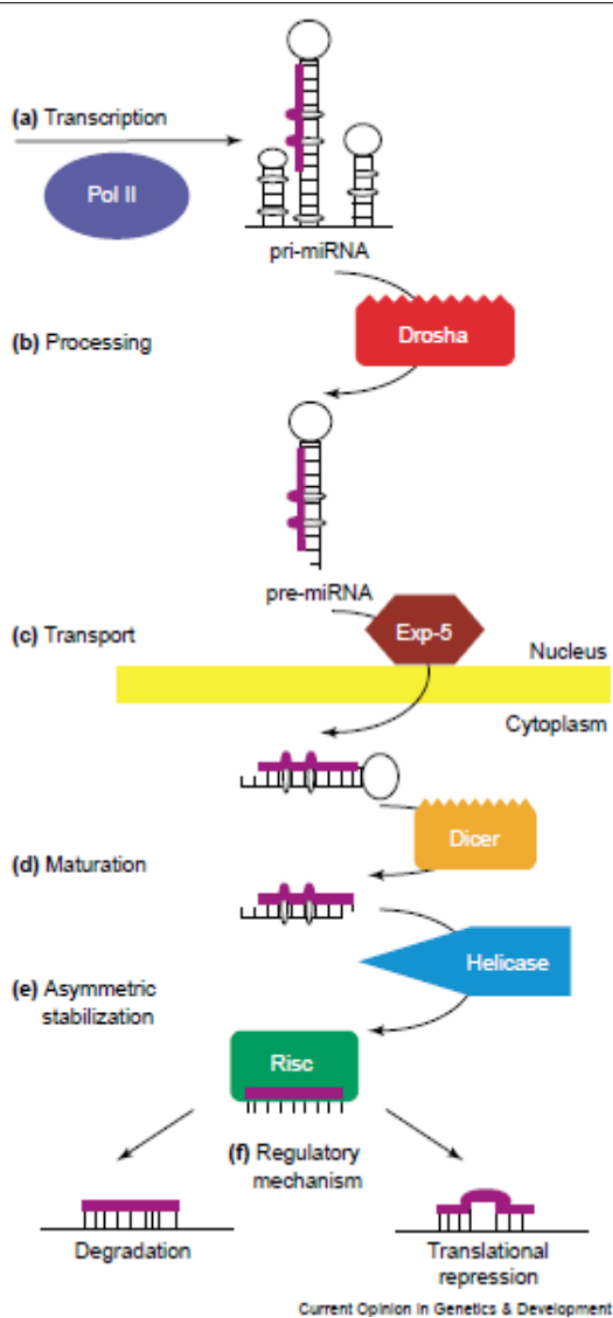 (a) Transcription
Pol II
pri-miRNA
(b) Processing
Drosha
pre-miRNA
(c) Transport
Exp-5
Nucleus
Cytoplasm
Dicer
(d) Maturation
Helicase
(e) Asymmetric
stabilization
Risc
(f) Regulatory
mechanism
Degradation
Translational
repression
Current Opinion in Genetics & Development